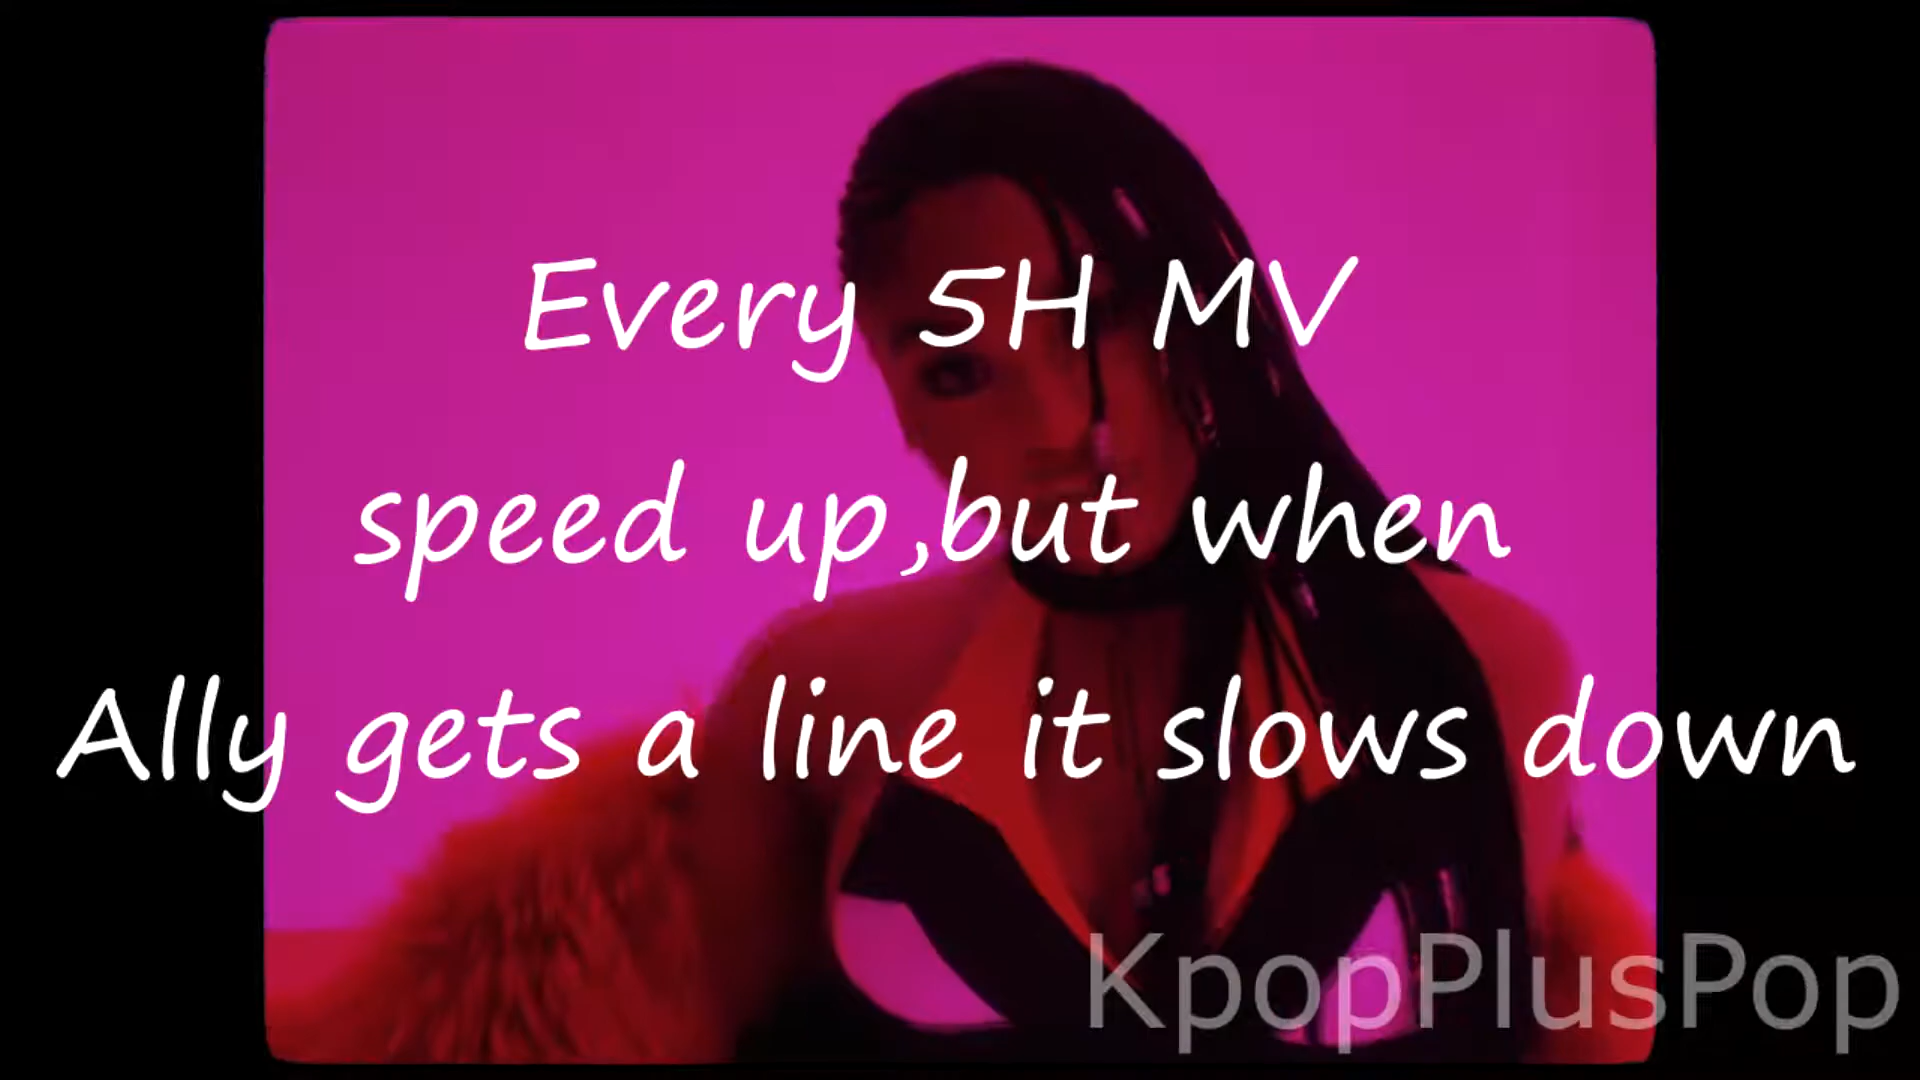 Every 5H MV
speed up,but when
Ally gets a line it slows down
KpopPlusPop